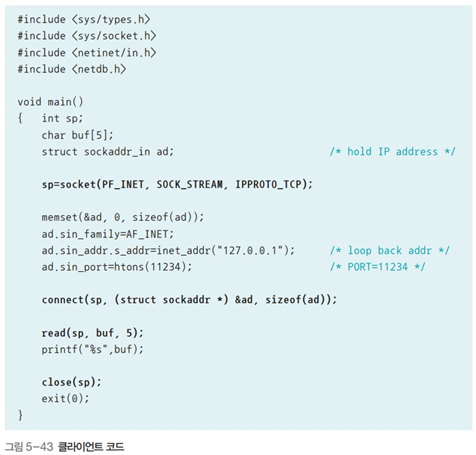 #include <sys/types.h>
#include <sys/socket.h>
#include <netinet/in.h>
#include <netdb.h>
void main()
{ int sp;
char buf[5];
struct sockaddr_in ad; /* hold IP address */
sp=socket(PF_INET, SOCK_STREAM, IPPROTO_TCP);
memset(&ad, 0, sizeof(ad));
ad.sin_family=AF_INET;
ad.sin_addr.s_addr=inet_addr("127.0.0.1"); /* loop back addr */
ad.sin_port=htons(11234); /* PORT=11234 */
connect(sp, (struct sockaddr *) &ad, sizeof(ad));
read(sp, buf, 5);
printf("%s",buf);
close(sp);
exit(0);
}
그림 5-43 클라이언트 코드